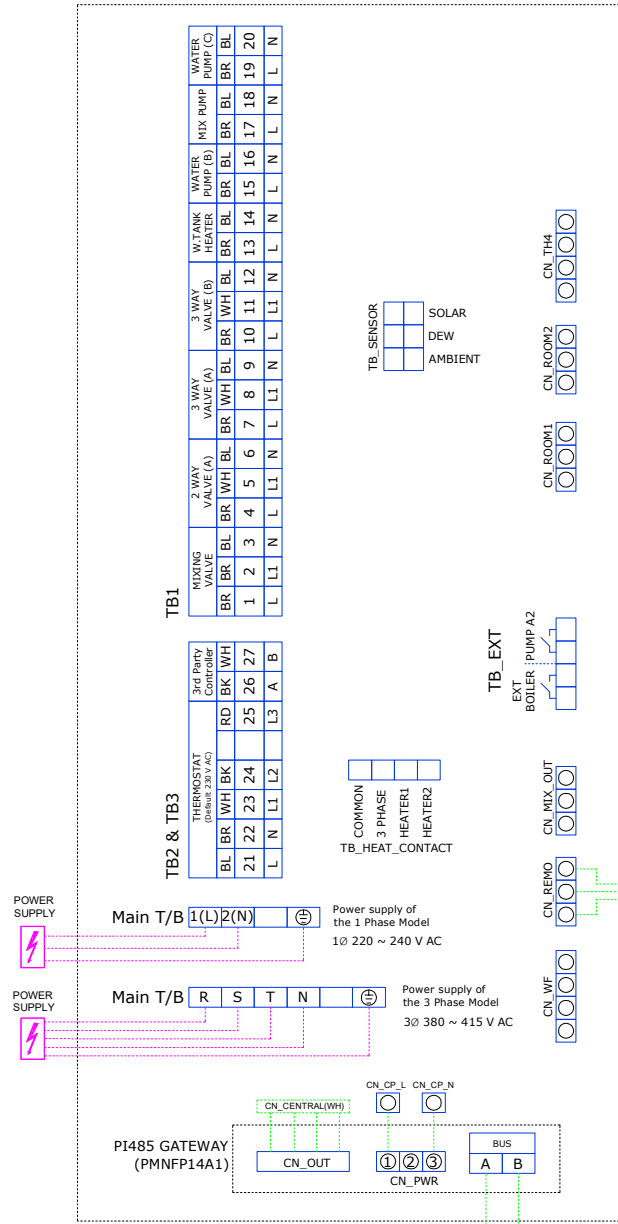 TB1
WATER
PUMP (C)
BR BL
19 20
L N
MIX PUMP
BR BL
17 18
L N
WATER
PUMP (B)
BR BL
15 16
L N
W.TANK
HEATER
BR BL
13 14
L N
3 WAY
VALVE (B)
BR WH BL
10 11 12
L L1 N
3 WAY
VALVE (A)
BR WH BL
7 8 9
L L1 N
2 WAY
VALVE (A)
BR WH BL
4 5 6
L L1 N
MIXING
VALVE
BR BR BL
1 2 3
L L1 N
TB_SENSOR
SOLAR
DEW
AMBIENT
CN_TH4
CN_ROOM2
CN_ROOM1
TB2 & TB3
3rd Party
Controller
BK WH
26 27
A B
THERMOSTAT
(Default 230 V AC)
BL BR WH BK RD
21 22 23 24 25
L N L1 L2 L3
TB_EXT
PUMP A2
EXT
BOILER
COMMON
3 PHASE
HEATER1
HEATER2
TB_HEAT_CONTACT
CN_MIX_OUT
CN_REMO
CN_WF
POWER
SUPPLY
Main T/B 1(L) 2(N)
Power supply of
the 1 Phase Model
1Ø 220 ~ 240 V AC
POWER
SUPPLY
Main T/B R S T N
Power supply of
the 3 Phase Model
3Ø 380 ~ 415 V AC
CN_CENTRAL(WH)
CN_CP_L CN_CP_N
PI485 GATEWAY
(PMNFP14A1)
CN_OUT
① ② ③
CN_PWR
BUS
A B